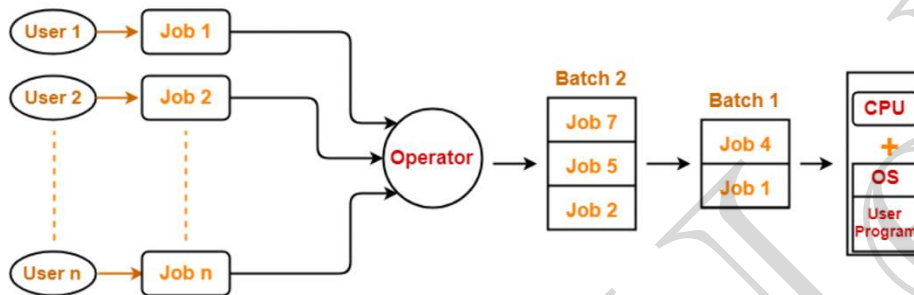 User 1
Job 1
User 2
Job 2
User n
Job n
Operator
Batch 2
Job 7
Job 5
Job 2
Batch 1
Job 4
Job 1
CPU
+
OS
User
Program